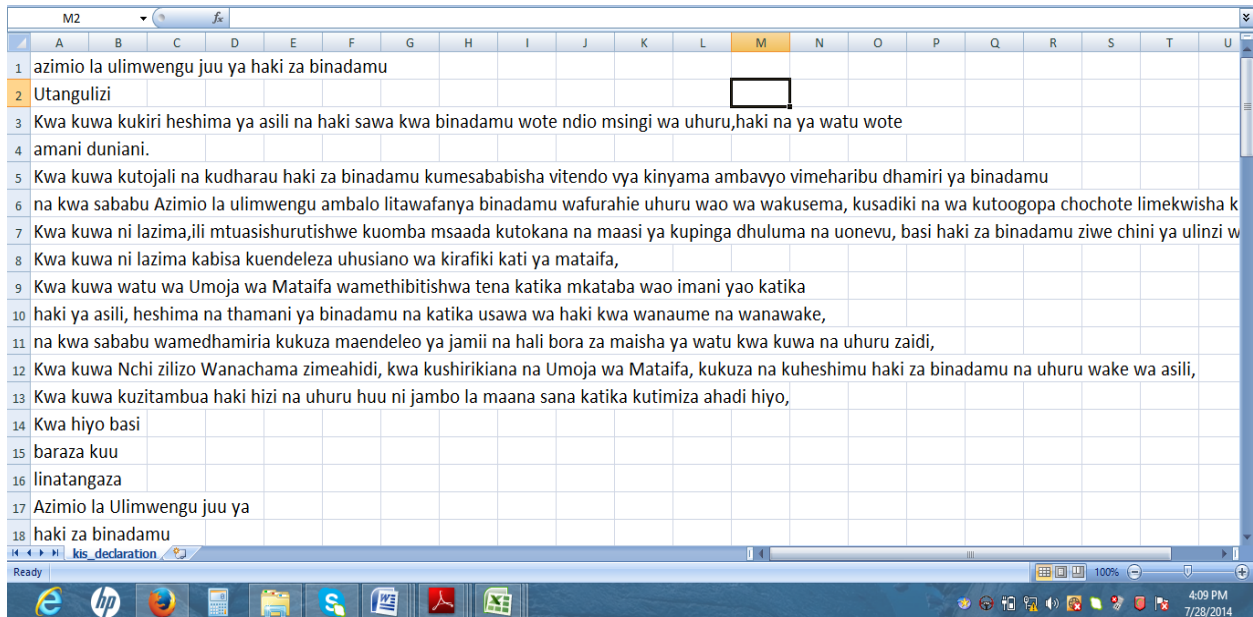 M2 fx
A B C D E F G H I J K L M N O P Q R S T U
1 azimio la ulimwengu juu ya haki za binadamu
2 Utangulizi
3 Kwa kuwa kukiri heshima ya asili na haki sawa kwa binadamu wote ndio msingi wa uhuru,haki na ya watu wote
4 amani duniani.
5 Kwa kuwa kutojali na kudharau haki za binadamu kumesababisha vitendo vya kinyama ambavyo vimeharibu dhamiri ya binadamu
6 na kwa sababu Azimio la ulimwengu ambalo litawafanya binadamu wafurahie uhuru wao wa wakusema, kusadiki na wa kutoogopa chochote limekwisha k
7 Kwa kuwa ni lazima,ili mtuasishurutishwe kuomba msaada kutokana na maasi ya kupinga dhuluma na uonevu, basi haki za binadamu ziwe chini ya ulinzi w
8 Kwa kuwa ni lazima kabisa kuendeleza uhusiano wa kirafiki kati ya mataifa,
9 Kwa kuwa watu wa Umoja wa Mataifa wamethibitishwa tena katika mkataba wao imani yao katika
10 haki ya asili, heshima na thamani ya binadamu na katika usawa wa haki kwa wanaume na wanawake,
11 na kwa sababu wamedhamiria kukuza maendeleo ya jamii na hali bora za maisha ya watu kwa kuwa na uhuru zaidi,
12 Kwa kuwa Nchi zilizo Wanachama zimeahidi, kwa kushirikiana na Umoja wa Mataifa, kukuza na kuheshimu haki za binadamu na uhuru wake wa asili,
13 Kwa kuwa kuzitambua haki hizi na uhuru huu ni jambo la maana sana katika kutimiza ahadi hiyo,
14 Kwa hiyo basi
15 baraza kuu
16 linatangaza
17 Azimio la Ulimwengu juu ya
18 haki za binadamu
kis_declaration
Ready 100%
4:09 PM
7/28/2014